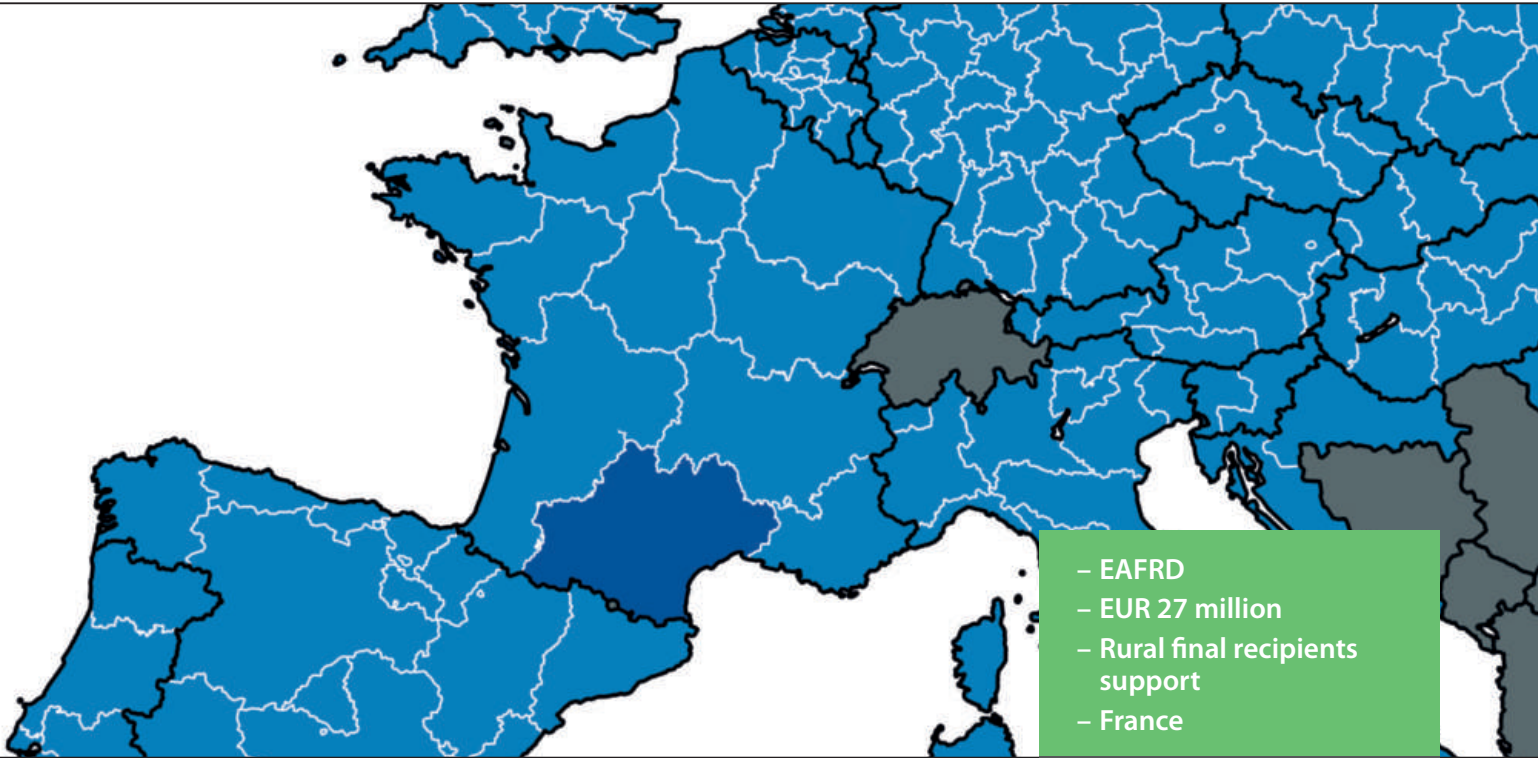 – EAFRD
– EUR 27 million
– Rural final recipients
support
– France